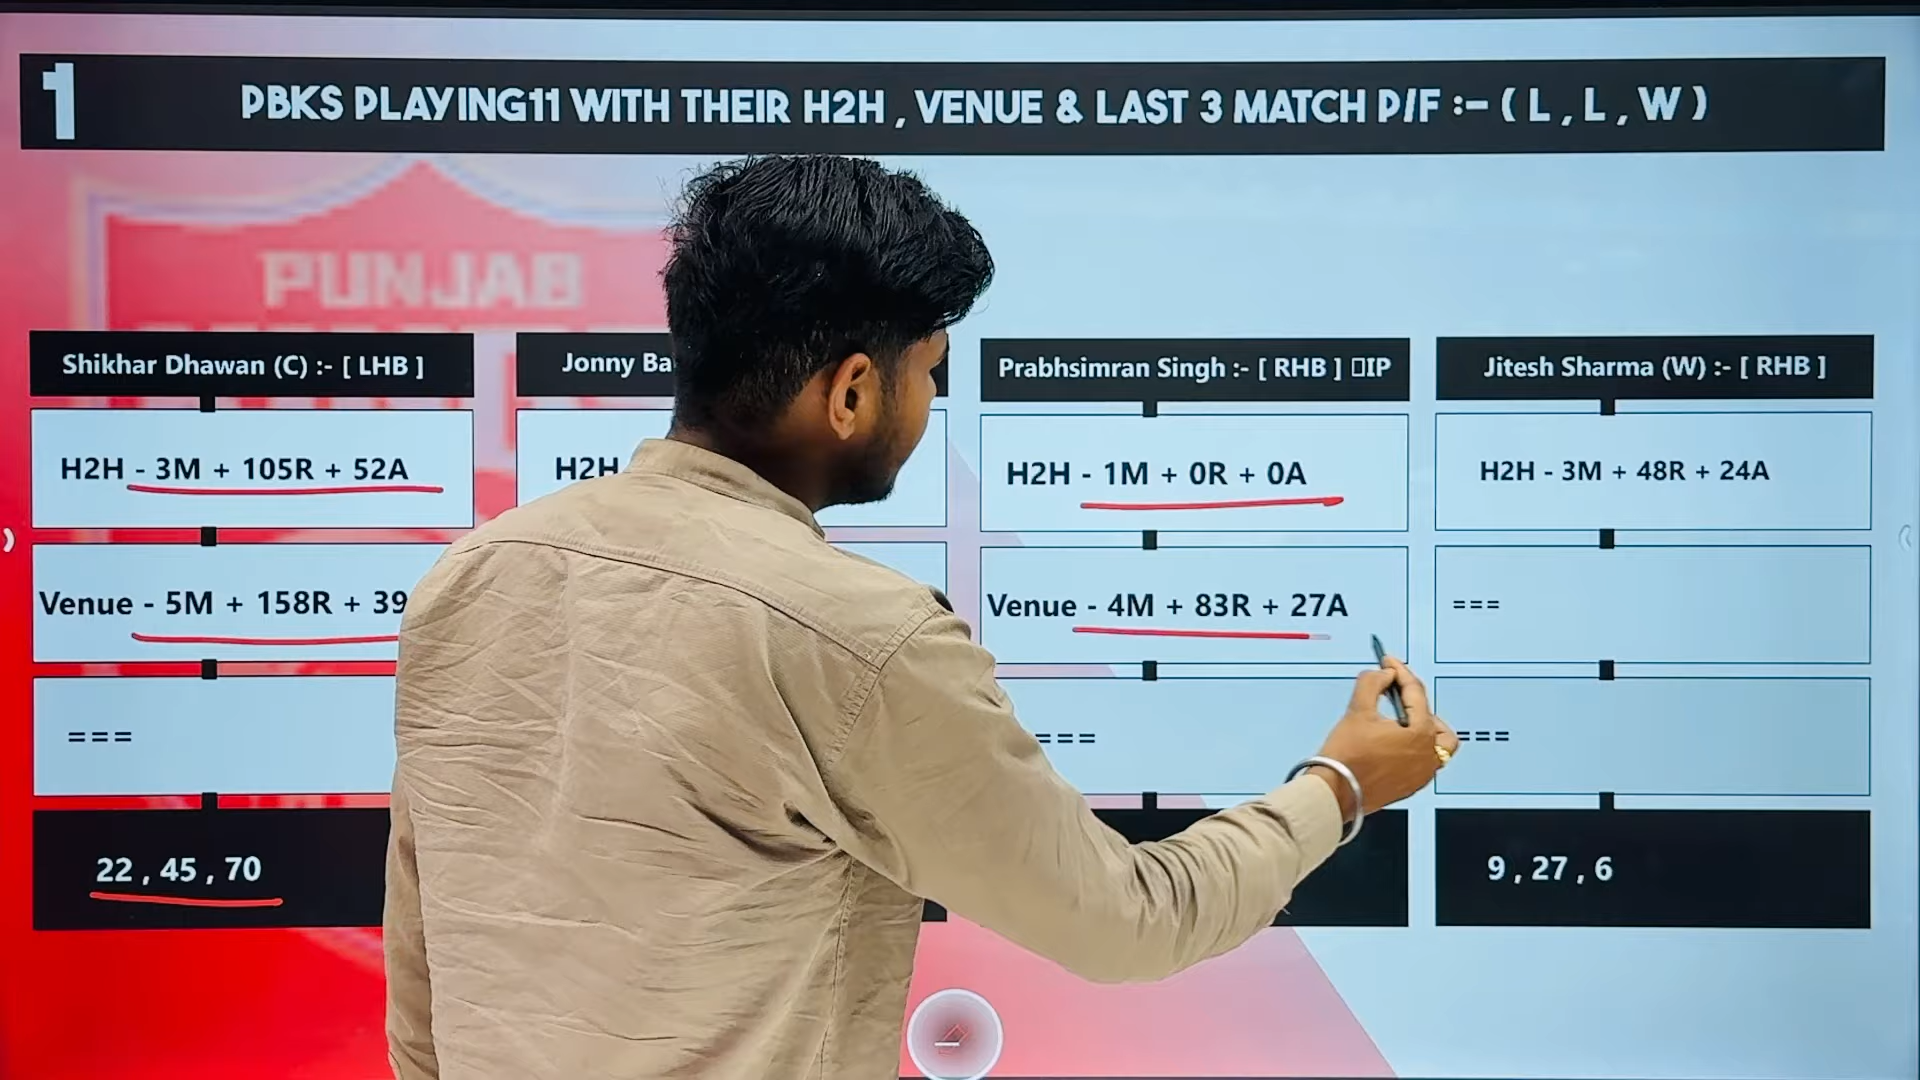 1
PBKS PLAYING11 WITH THEIR H2H , VENUE & LAST 3 MATCH P/F :- ( L , L , W )
PUNJAB
Shikhar Dhawan (C) :- [ LHB ]
H2H - 3M + 105R + 52A
Venue - 5M + 158R + 39
===
22 , 45 , 70
Jonny
H2H
Prabhsimran Singh :- [ RHB ] IP
H2H - 1M + 0R + 0A
Venue - 4M + 83R + 27A
===
Jitesh Sharma (W) :- [ RHB ]
H2H - 3M + 48R + 24A
===
===
9 , 27 , 6